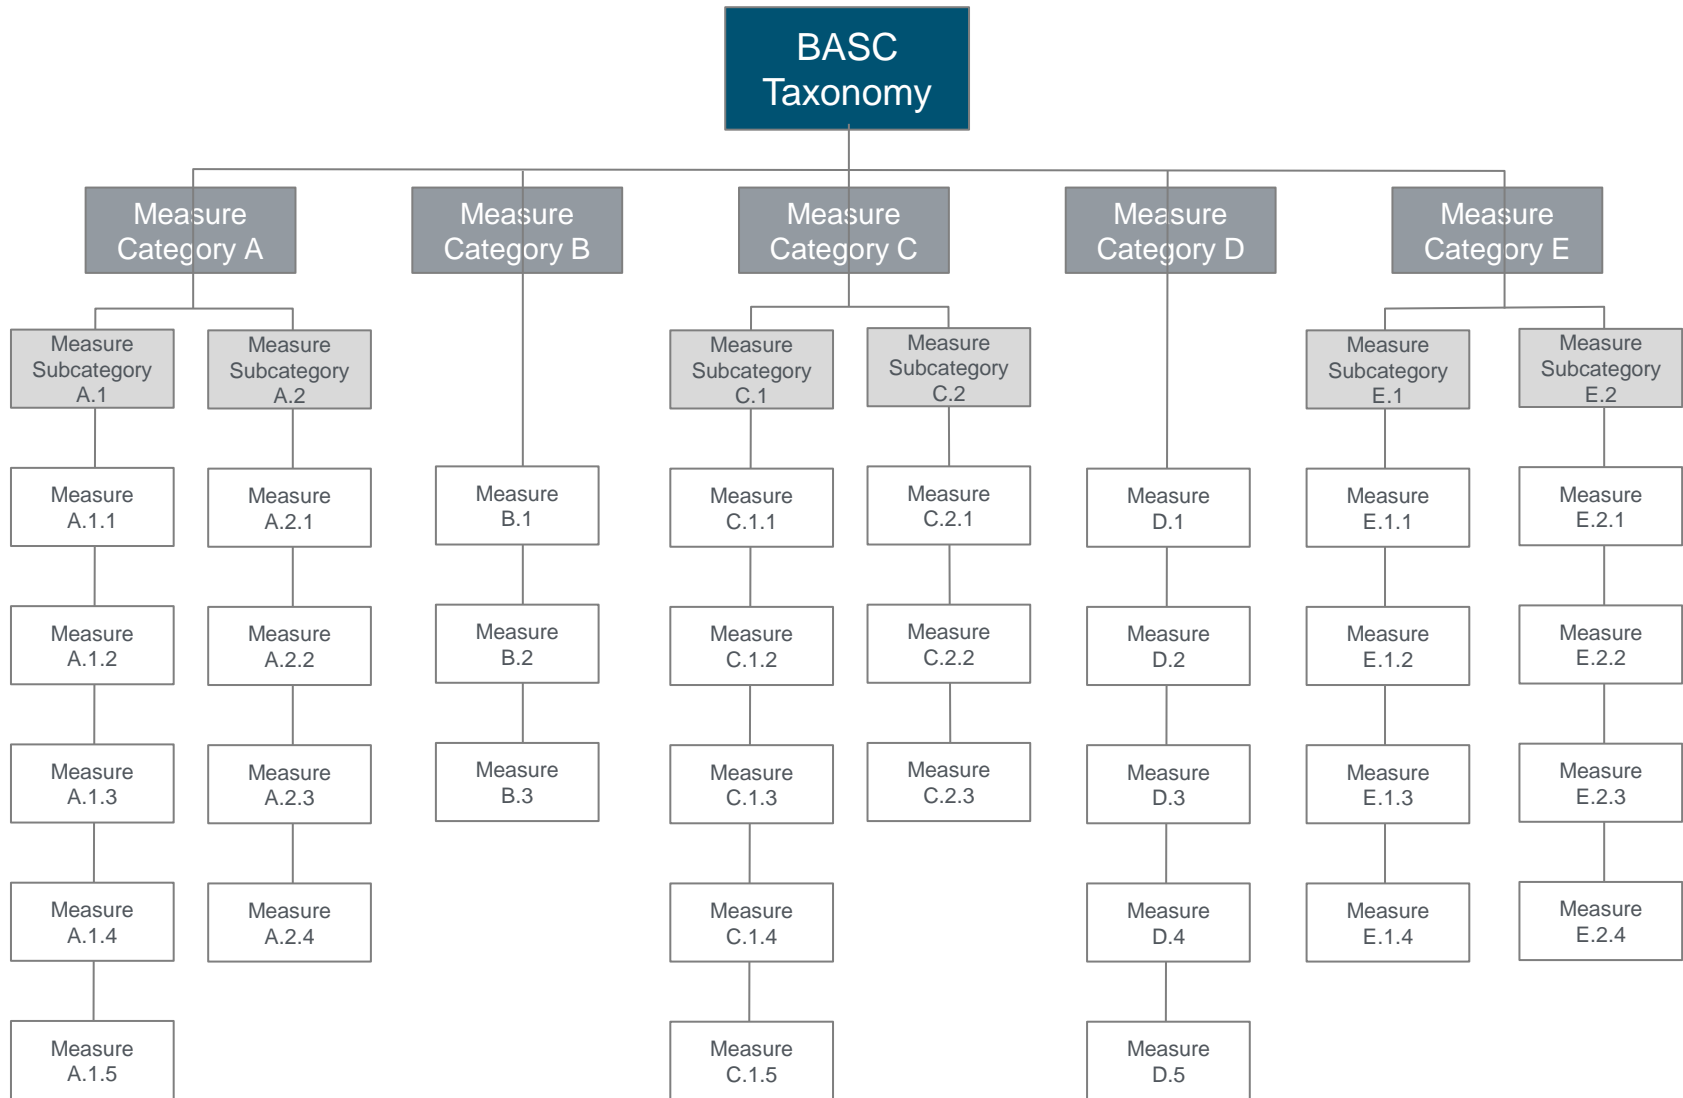 BASC
Taxonomy
Measure
Category A
Measure
Category B
Measure
Category C
Measure
Category D
Measure
Category E
Measure
Subcategory
A.1
Measure
Subcategory
A.2
Measure
Subcategory
C.1
Measure
Subcategory
C.2
Measure
Subcategory
E.1
Measure
Subcategory
E.2
Measure
A.1.1
Measure
A.2.1
Measure
B.1
Measure
C.1.1
Measure
C.2.1
Measure
D.1
Measure
E.1.1
Measure
E.2.1
Measure
A.1.2
Measure
A.2.2
Measure
B.2
Measure
C.1.2
Measure
C.2.2
Measure
D.2
Measure
E.1.2
Measure
E.2.2
Measure
A.1.3
Measure
A.2.3
Measure
B.3
Measure
C.1.3
Measure
C.2.3
Measure
D.3
Measure
E.1.3
Measure
E.2.3
Measure
A.1.4
Measure
A.2.4
Measure
C.1.4
Measure
D.4
Measure
E.1.4
Measure
E.2.4
Measure
A.1.5
Measure
C.1.5
Measure
D.5